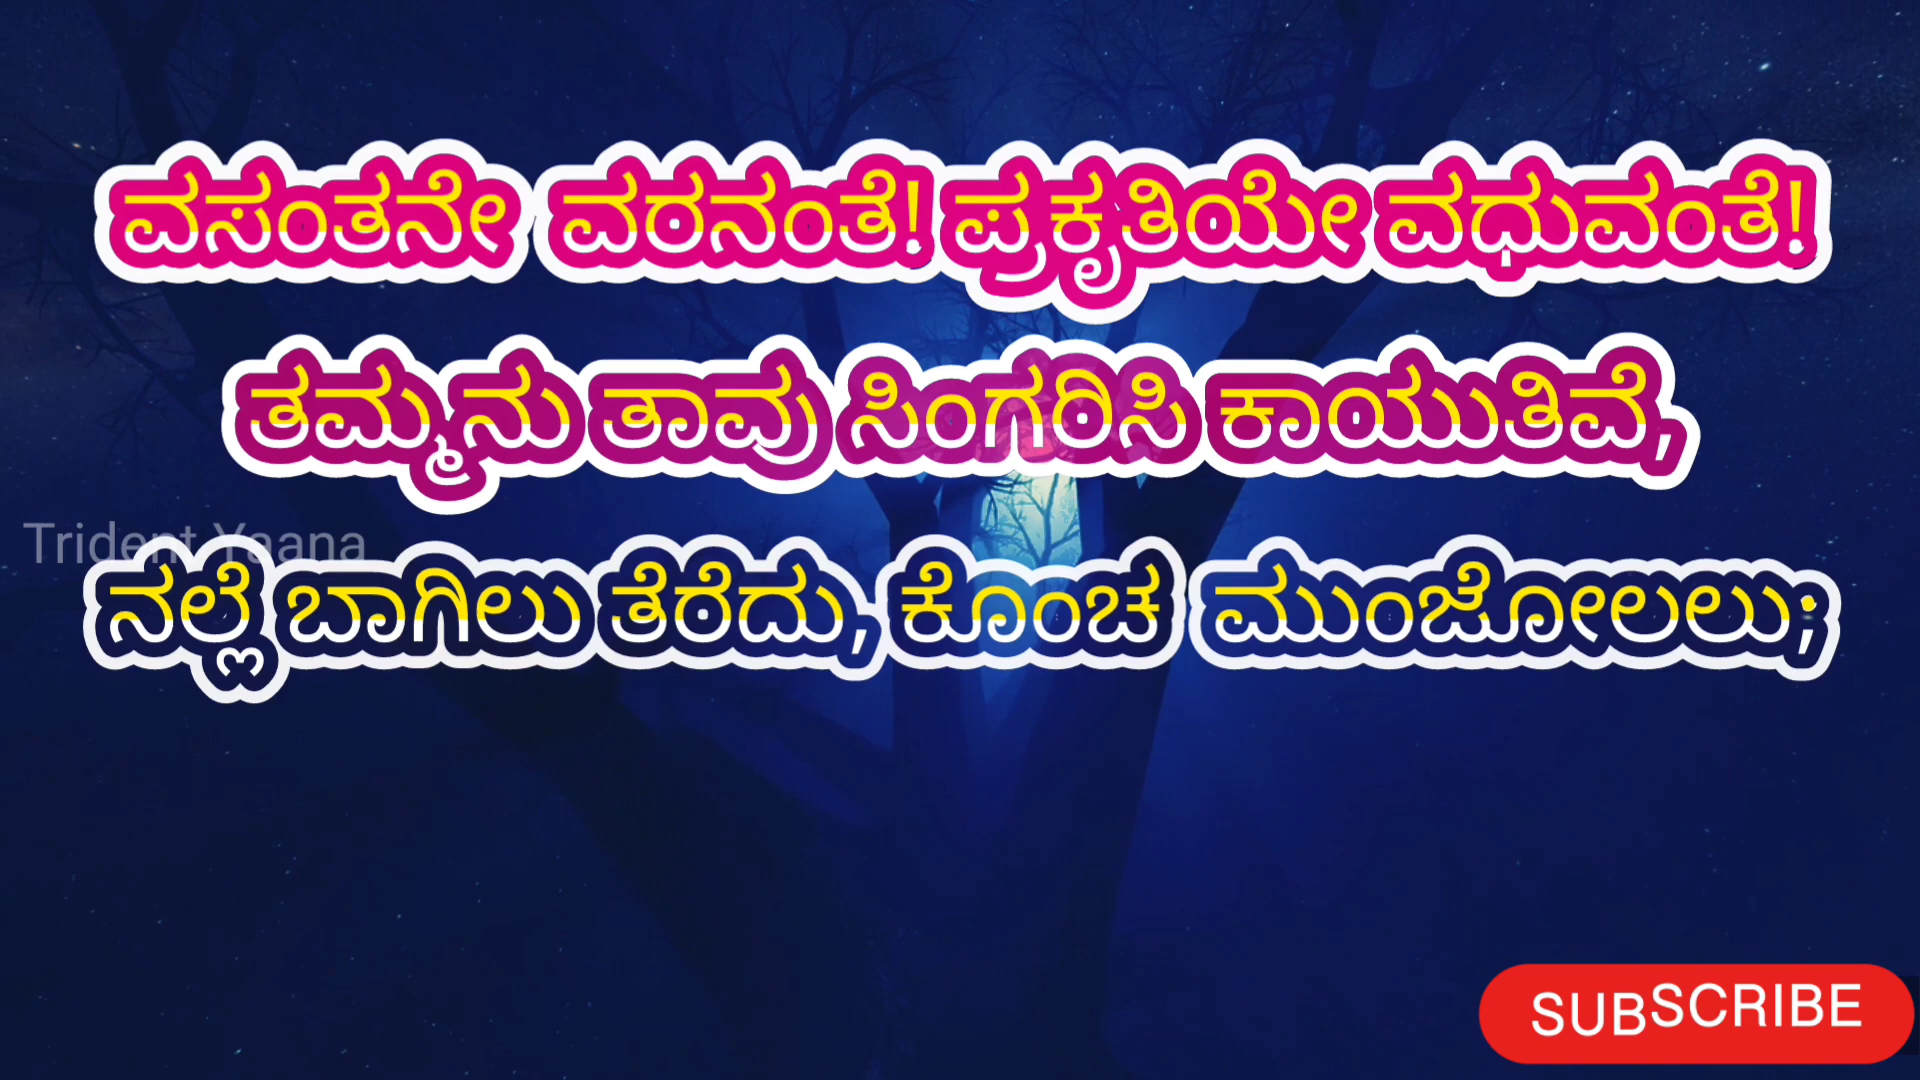 ವಸಂತನೇ ವರನಂತೆ! ಪ್ರಕೃತಿಯೇ ವಧುವಂತೆ!
ತಮ್ಮನು ತಾವು ಸಿಂಗರಿಸಿ ಕಾಯುತಿವೆ,
Trident Yaana
ನಲ್ಲೆ ಬಾಗಿಲು ತೆರೆದು, ಕೊಂಚ ಮುಂಜೋಲಲು;
SUBSCRIBE